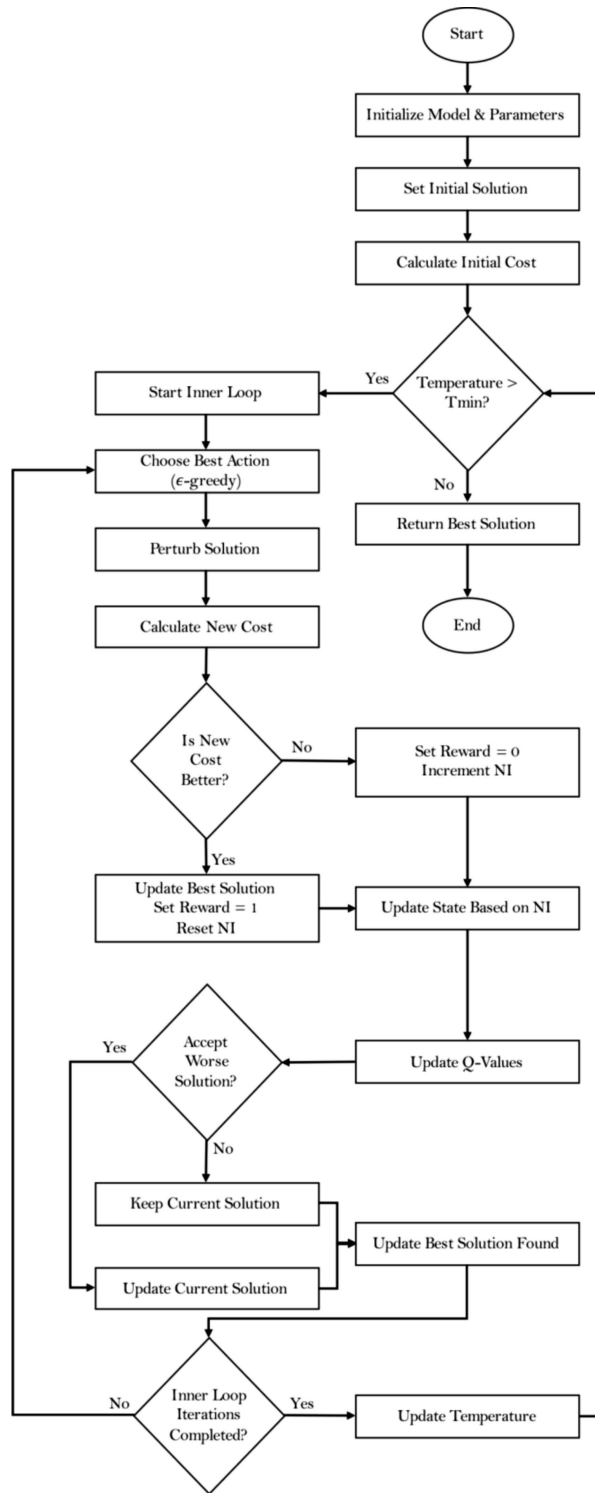 Start
Initialize Model & Parameters
Set Initial Solution
Calculate Initial Cost
Temperature >
Tmin?
Yes
Start Inner Loop
Choose Best Action
(ϵ-greedy)
No
Perturb Solution
Return Best Solution
Calculate New Cost
End
Is New
Cost
Better?
No
Set Reward = 0
Increment NI
Yes
Update Best Solution
Set Reward = 1
Reset NI
Update State Based on NI
Accept
Worse
Solution?
Yes
Update Q-Values
No
Keep Current Solution
Update Best Solution Found
Update Current Solution
Inner Loop
Iterations
Completed?
No
Yes
Update Temperature